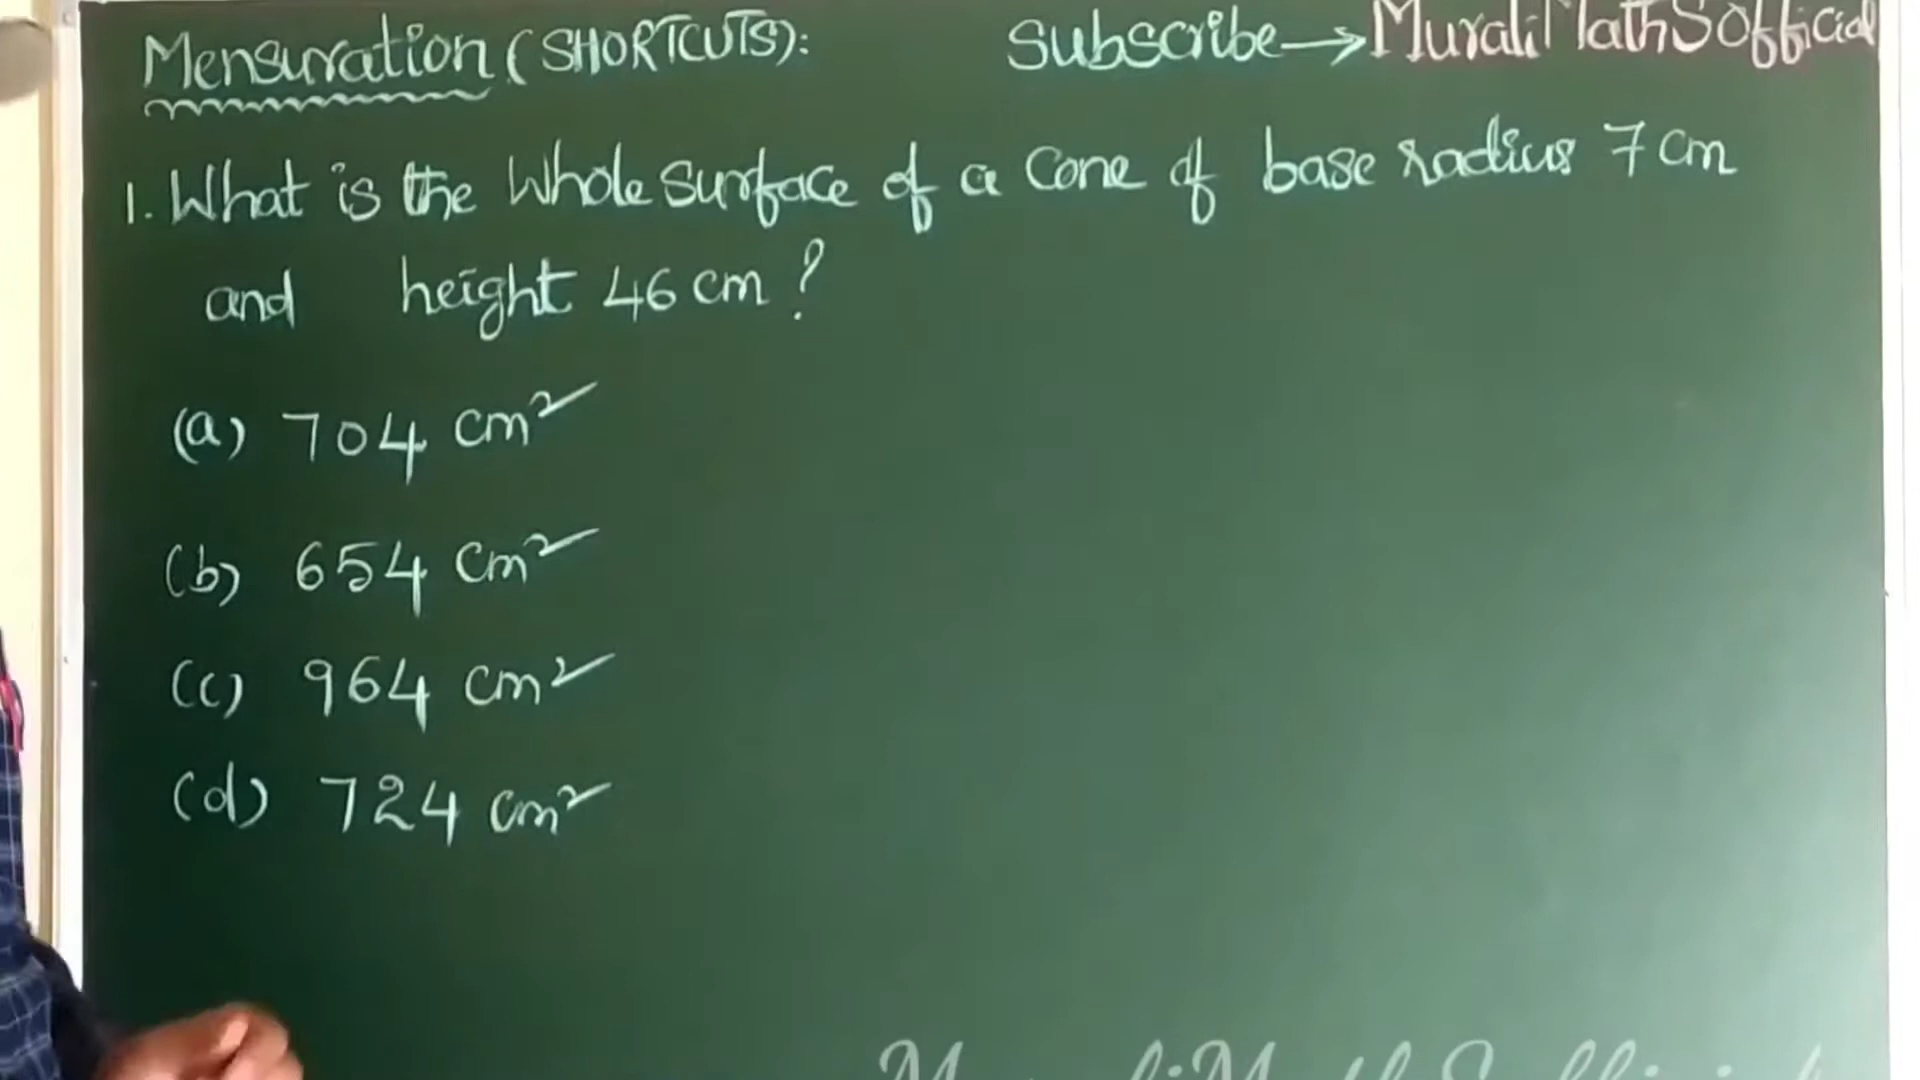 Mensuration (SHORTCUTS): Subscribe→MuraliMathSOfficial
1. What is the Whole Surface of a Cone of base radius 7 cm
and height 46 cm?
(a) 704 cm²
(b) 654 cm²
(c) 964 cm²
(d) 724 cm²